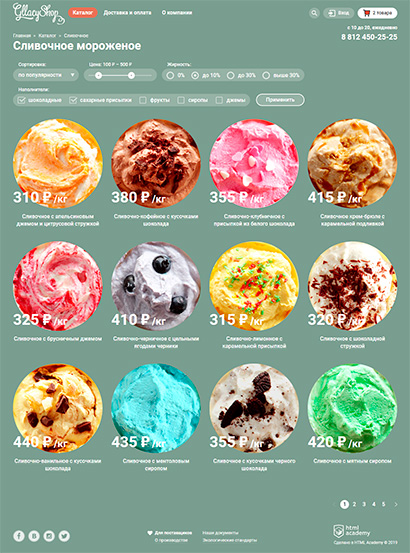 Gllacy Shop
Каталог
Доставка и оплата
О компании
Вход
2 товара
с 10 до 20, ежедневно
8 812 450-25-25
Главная
Каталог
Сливочное
Сливочное мороженое
Сортировка:
Цена: 100 ₽ – 500 ₽
Жирность:
по популярности
0%
до 10%
до 30%
выше 30%
Наполнители:
шоколадные
сахарные присыпки
фрукты
сиропы
джемы
Применить
310 ₽/кг
380 ₽/кг
355 ₽/кг
415 ₽/кг
Сливочное с апельсиновым
джемом и цитрусовой стружкой
Сливочно-кофейное с кусочками
шоколада
Сливочно-клубничное с
присыпкой из белого шоколада
Сливочное крем-брюле с
карамельной подливкой
325 ₽/кг
410 ₽/кг
315 ₽/кг
320 ₽/кг
Сливочное с брусничным джемом
Сливочно-черничное с цельными
ягодами черники
Сливочно-лимонное с
карамельной присыпкой
Сливочное с шоколадной
стружкой
440 ₽/кг
435 ₽/кг
355 ₽/кг
420 ₽/кг
Сливочно-ванильное с кусочками
шоколада
Сливочное с ментоловым
сиропом
Сливочное с кусочками черного
шоколада
Сливочное с мятным сиропом
1 2 3 4 5
Для поставщиков
Наши документы
О производстве
Экологические стандарты
html
academy
Сделано в HTML Academy © 2019